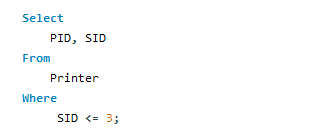 Select
PID, SID
From
Printer
Where
SID <= 3;